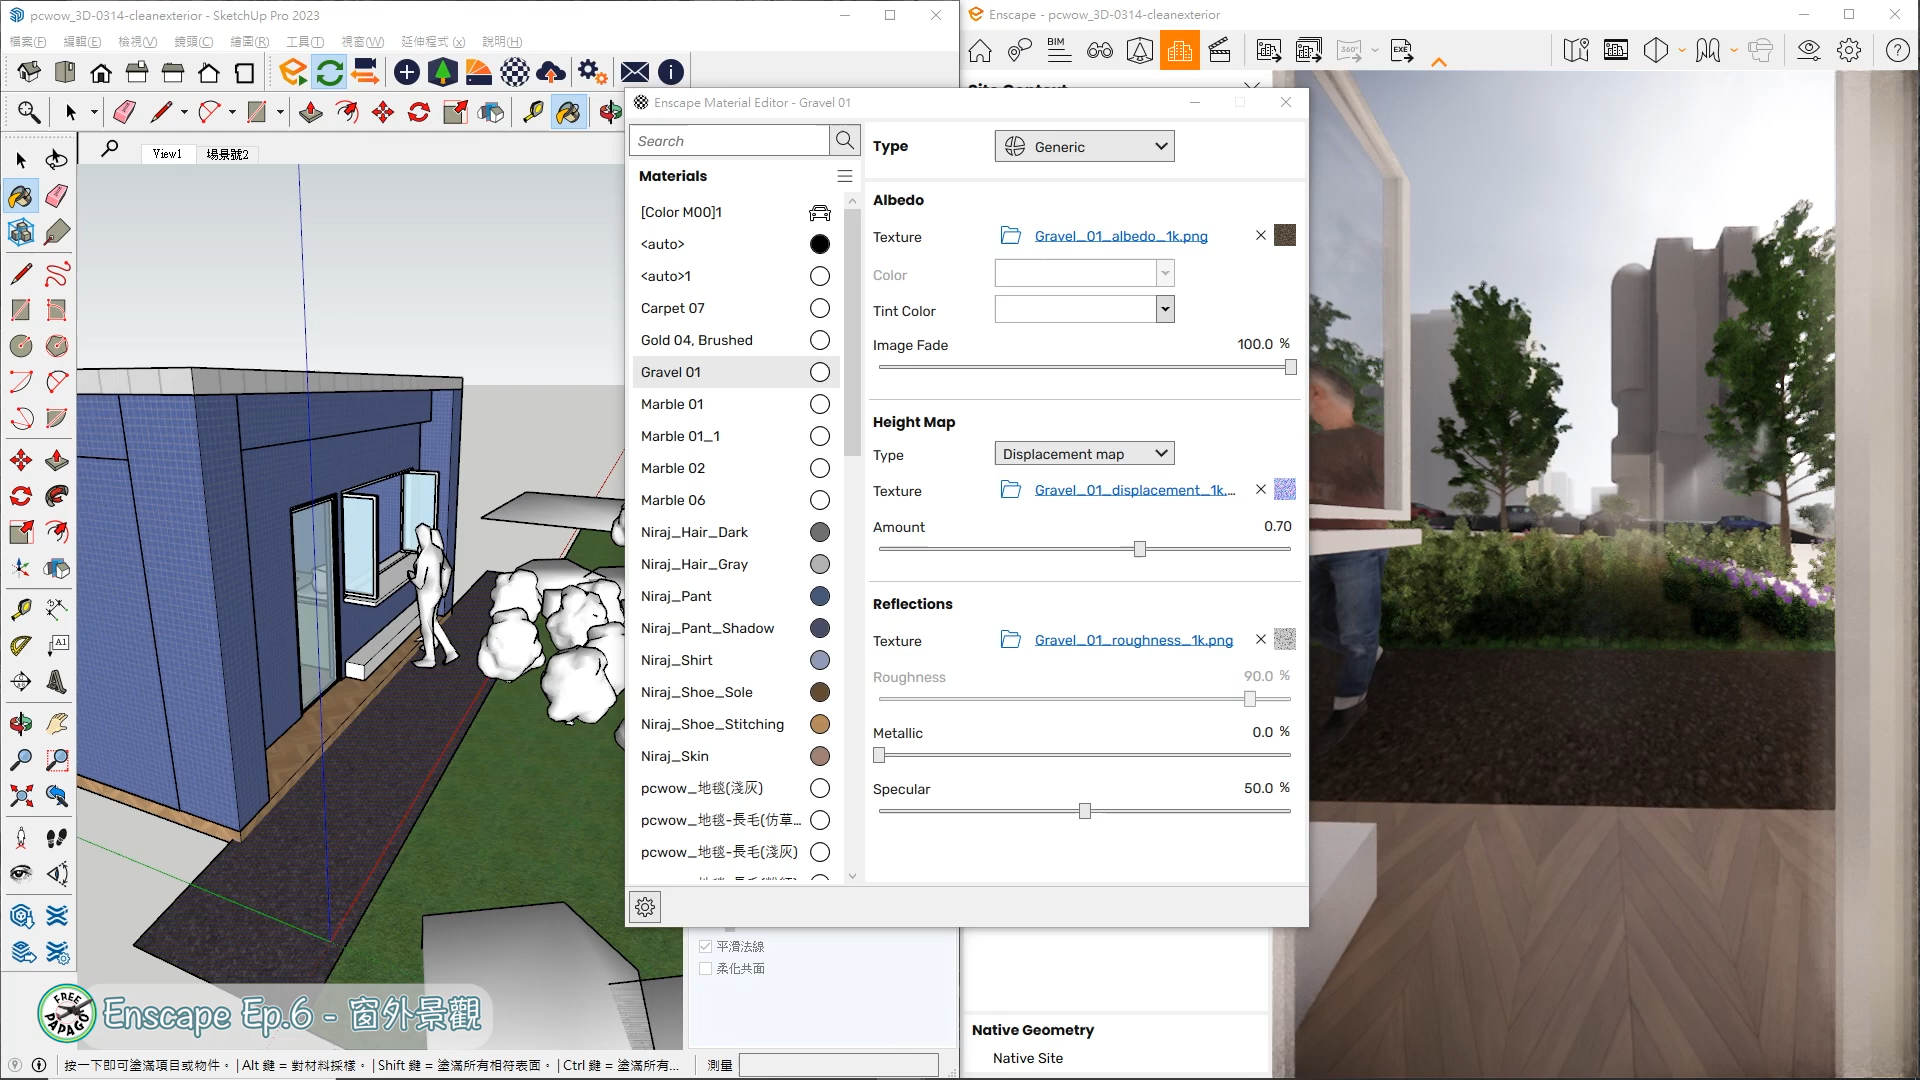 pcwow_3D-0314-cleanexterior - SketchUp Pro 2023
檔案(F) 編輯(E) 檢視(V) 鏡頭(C) 繪圖(R) 工具(T) 視窗(W) 延伸程式 (x) 說明(H)
View1 場景號2
Enscape - pcwow_3D-0314-cleanexterior
BIM
360°
EXE
Enscape Material Editor - Gravel 01
Search
Materials
[Color M00]1
<auto>
<auto>1
Carpet 07
Gold 04, Brushed
Gravel 01
Marble 01
Marble 01_1
Marble 02
Marble 06
Niraj_Hair_Dark
Niraj_Hair_Gray
Niraj_Pant
Niraj_Pant_Shadow
Niraj_Shirt
Niraj_Shoe_Sole
Niraj_Shoe_Stitching
Niraj_Skin
pcwow_地毯(淺灰)
pcwow_地毯-長毛(仿草...
pcwow_地毯-長毛(淺灰)
Type Generic
Albedo
Texture Gravel_01_albedo_1k.png
Color
Tint Color
Image Fade 100.0 %
Height Map
Type Displacement map
Texture Gravel_01_displacement_1k....
Amount 0.70
Reflections
Texture Gravel_01_roughness_1k.png
Roughness 90.0 %
Metallic 0.0 %
Specular 50.0 %
A1
平滑法線
柔化共面
Native Geometry
Native Site
FREE PAPAGO
Enscape Ep.6 - 窗外景觀
按一下即可塗滿項目或物件。 | Alt 鍵 = 對材料採樣。 | Shift 鍵 = 塗滿所有相符表面。 | Ctrl 鍵 = 塗滿所有...
測量